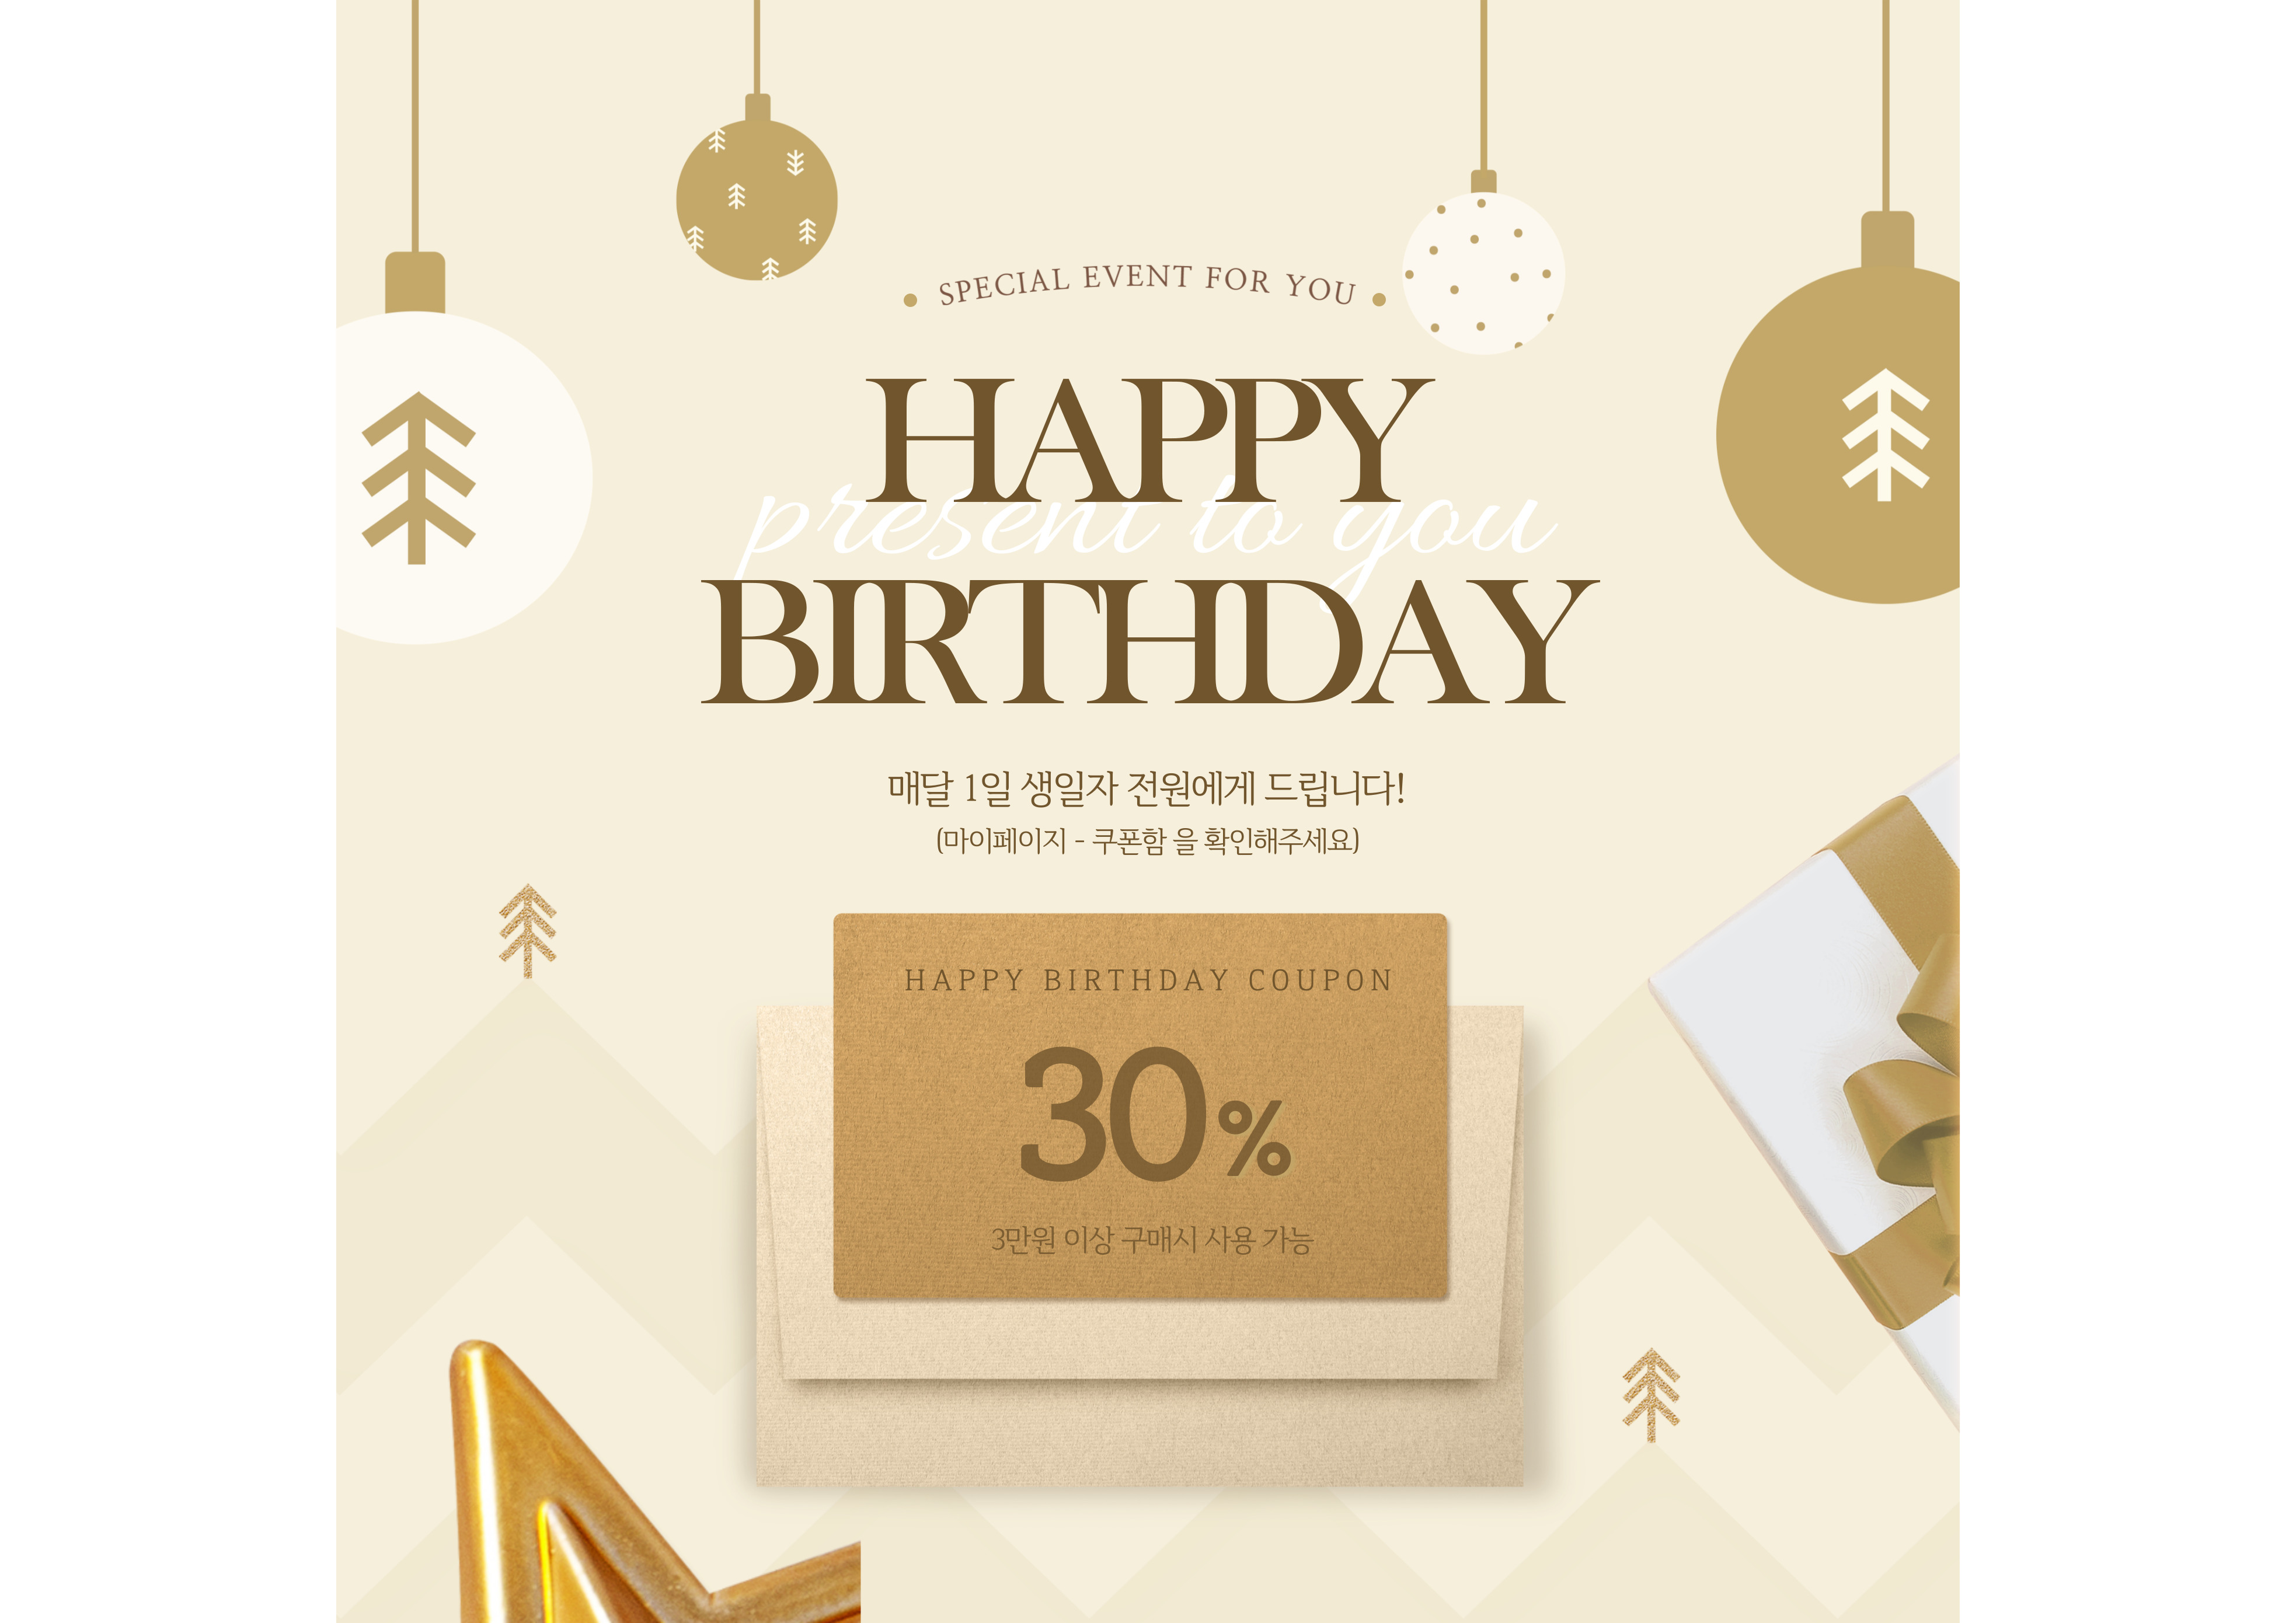 SPECIAL EVENT FOR YOU
HAPPY
present to you
BIRTHDAY
매달 1일 생일자 전원에게 드립니다!
(마이페이지 - 쿠폰함 을 확인해주세요)
HAPPY BIRTHDAY COUPON
30%
3만원 이상 구매시 사용 가능